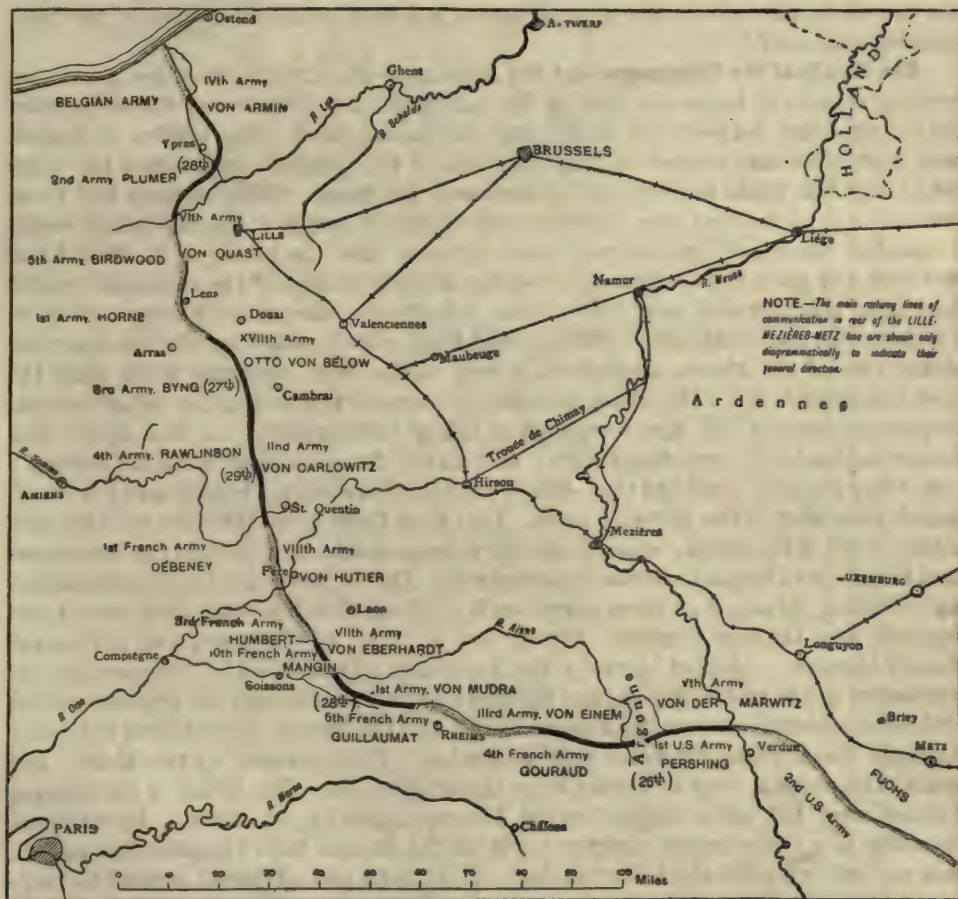 Ostend
Ghent
HOLLAND
IVth Army
BELGIAN ARMY
VON ARMIN
R. Lys
R. Schelde
Ypres
(28th)
2nd Army PLUMER
BRUSSELS
VIth Army
LILLE
5th Army, BIRDWOOD
VON QUAST
Liége
Namur
R. Meuse
Lens
1st Army, HORNE
Douai
Valenciennes
NOTE.—The main railway lines of
communication in rear of the LILLE-
MEZIÈRES-METZ line are shown only
diagrammatically to indicate their
general direction.
XVIIth Army
OTTO VON BELOW
Arras
Maubeuge
3rd Army, BYNG (27th)
Cambrai
Ardennes
Trouée de Chimay
4th Army, RAWLINSON
IInd Army
VON CARLOWITZ
(29th)
R. Somme
AMIENS
Hirson
St. Quentin
Mezières
1st French Army
DEBENEY
XVIIIth Army
VON HUTIER
Laon
3rd French Army
HUMBERT
VIIth Army
VON EBERHARDT
R. Aisne
10th French Army
MANGIN
Compiègne
Soissons
Longuyon
(28th)
1st Army, VON MUDRA
Vth Army
VON DER MARWITZ
R. Oise
5th French Army
GUILLAUMAT
RHEIMS
IIIrd Army, VON EINEM
Argonne
Briey
4th French Army
GOURAUD
1st U.S. Army
PERSHING
Verdun
METZ
(26th)
FUCHS
2nd U.S. Army
R. Marne
PARIS
Châlons
0 10 20 30 40 50 60 70 80 90 100 Miles